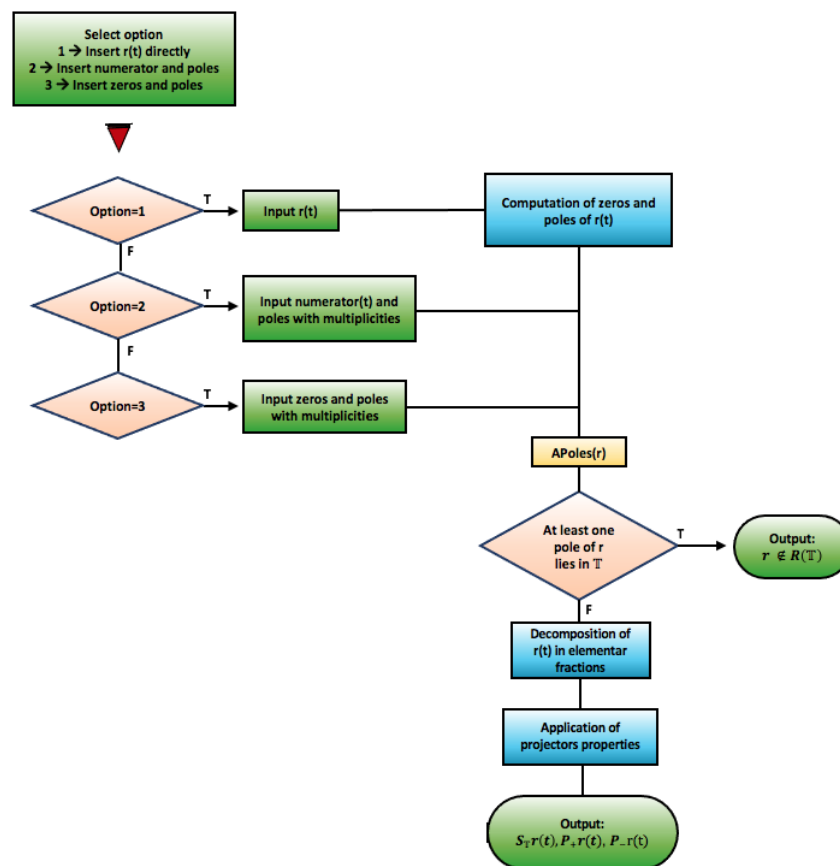 Select option
1 → Insert r(t) directly
2 → Insert numerator and poles
3 → Insert zeros and poles
Option=1
T
Input r(t)
Computation of zeros and
poles of r(t)
F
Option=2
T
Input numerator(t) and
poles with multiplicities
F
Option=3
T
Input zeros and poles
with multiplicities
APoles(r)
At least one
pole of r
lies in 𝕋
T
Output:
r ∉ R(𝕋)
F
Decomposition of
r(t) in elementar
fractions
Application of
projectors properties
Output:
S_𝕋 r(t), P₊r(t), P₋r(t)